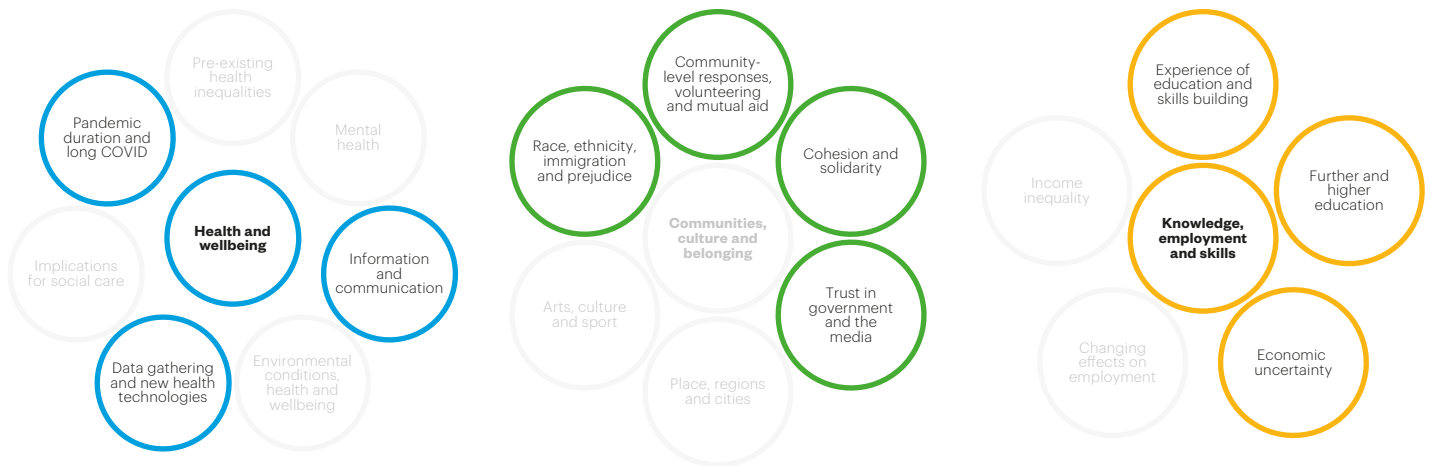 Pre-existing
health
inequalities
Mental
health
Pandemic
duration and
long COVID
Health and
wellbeing
Information
and
communication
Implications
for social care
Data gathering
and new health
technologies
Environmental
conditions,
health and
wellbeing
Community-
level responses,
volunteering
and mutual aid
Race, ethnicity,
immigration
and prejudice
Cohesion and
solidarity
Communities,
culture and
belonging
Arts, culture
and sport
Trust in
government
and the
media
Place, regions
and cities
Experience of
education and
skills building
Income
inequality
Further and
higher
education
Knowledge,
employment
and skills
Changing
effects on
employment
Economic
uncertainty